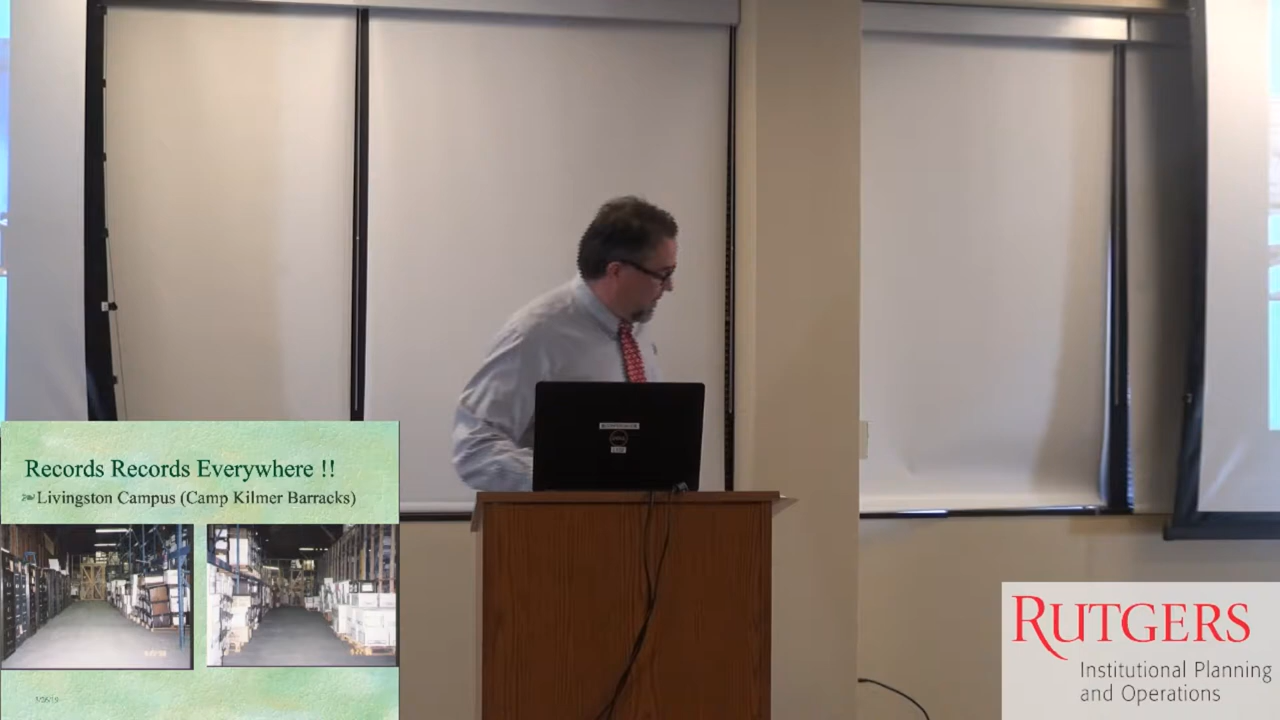 Records Records Everywhere !!
Livingston Campus (Camp Kilmer Barracks)
RUTGERS
Institutional Planning
and Operations